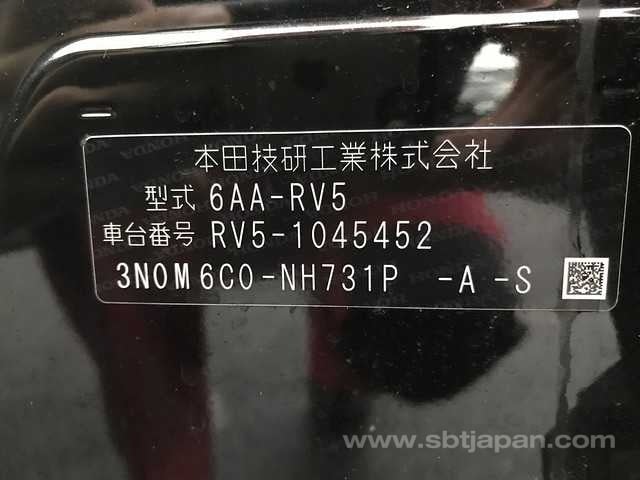 本田技研工業株式会社
型式 6AA-RV5
車台番号 RV5-1045452
3N0M6C0-NH731P -A -S
www.sbtjapan.com